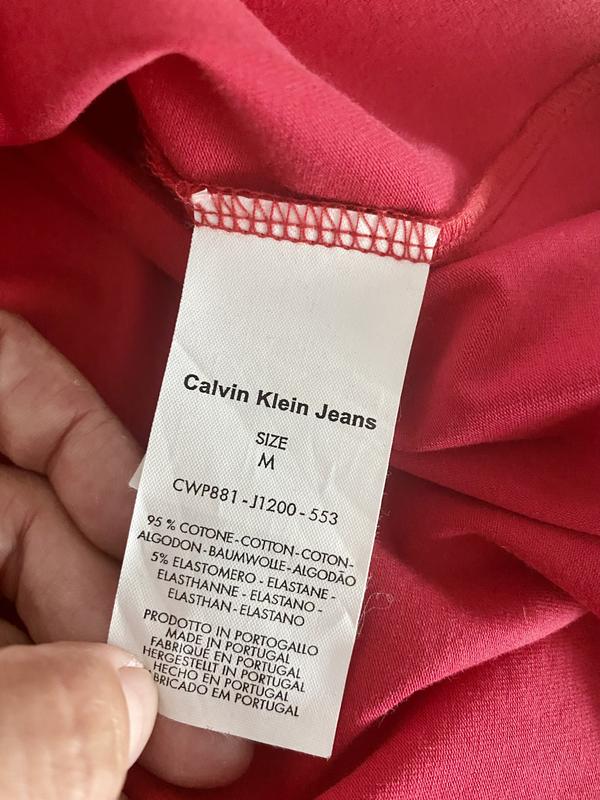 Calvin Klein Jeans
SIZE
M
CWP881-J1200-553
95 % COTONE-COTTON-COTON-
ALGODON-BAUMWOLLE-ALGODÃO
5% ELASTOMERO - ELASTANE -
ELASTHANNE - ELASTANO -
ELASTHAN-ELASTANO
PRODOTTO IN PORTOGALLO
MADE IN PORTUGAL
FABRIQUÉ EN PORTUGAL
HERGESTELLT IN PORTUGAL
HECHO EN PORTUGAL
BRICADO EM PORTUGAL